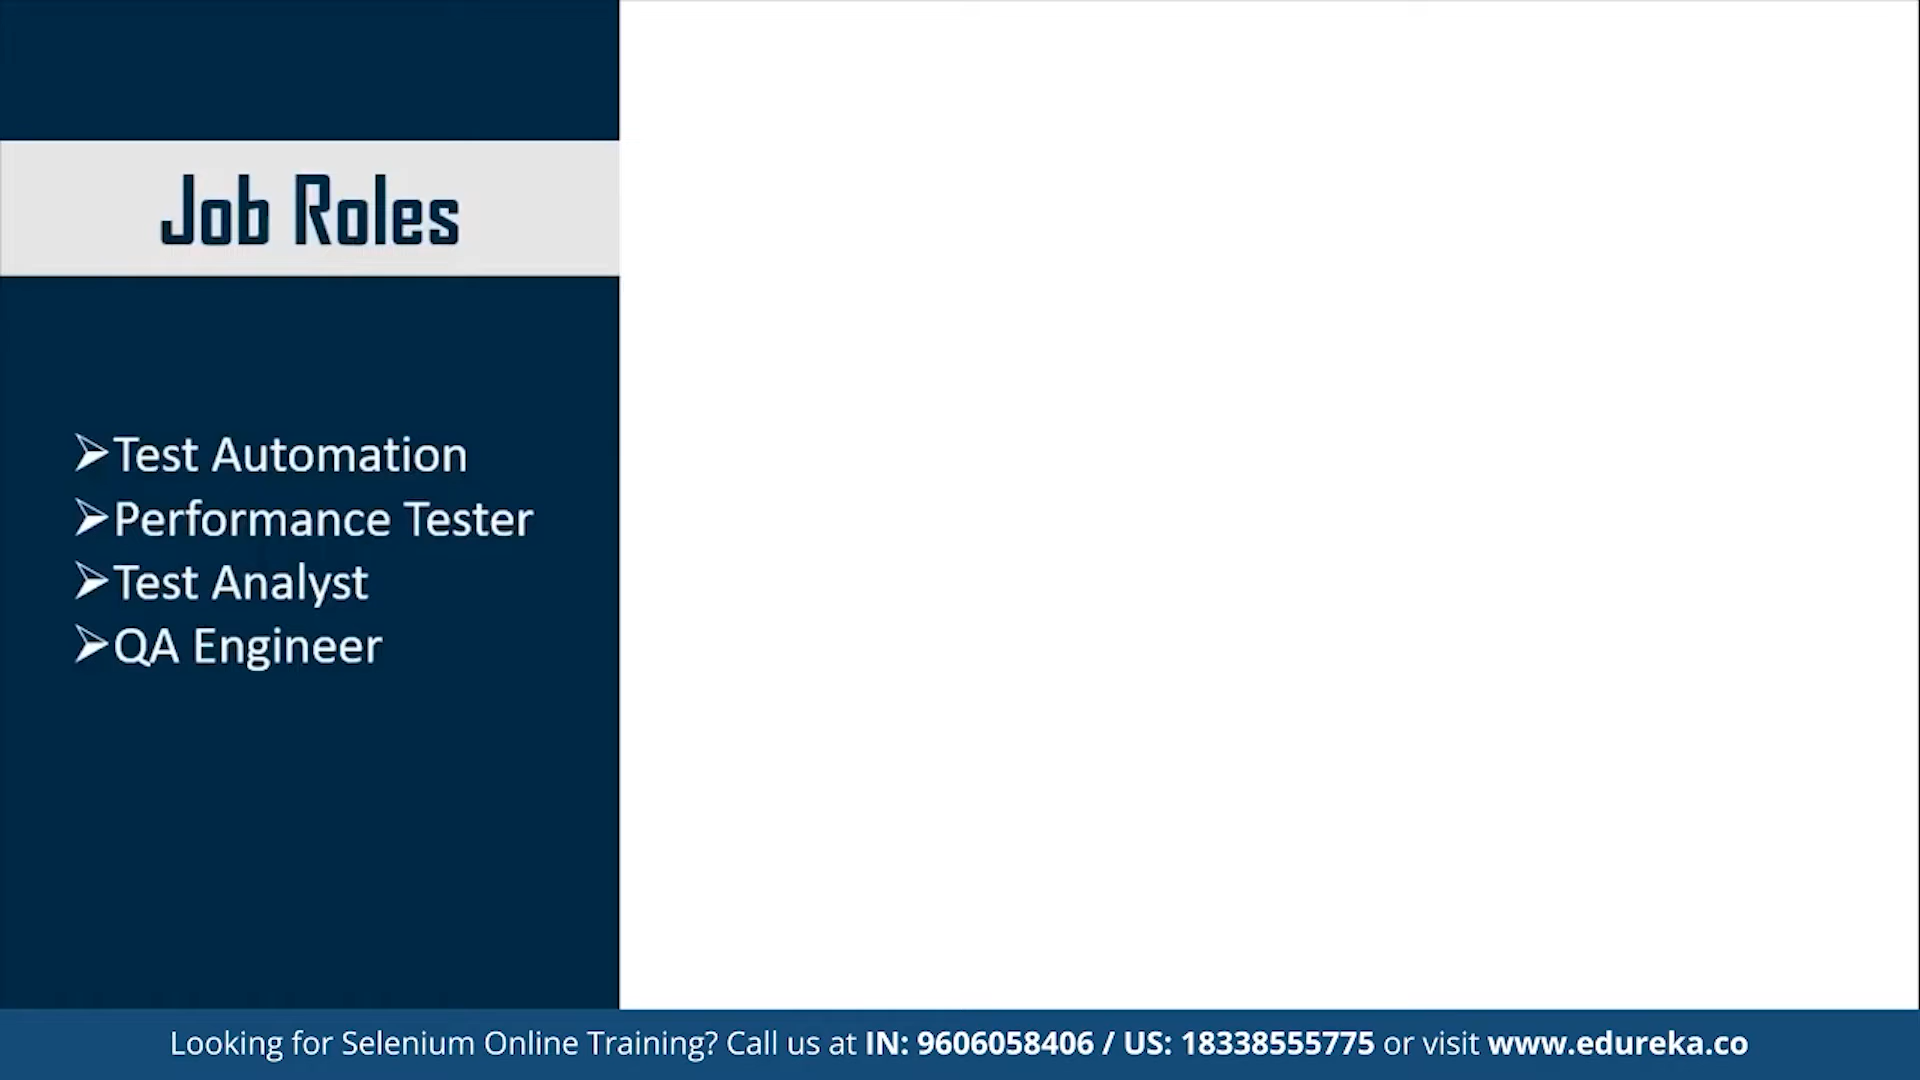 Job Roles
➢Test Automation
➢Performance Tester
➢Test Analyst
➢QA Engineer
Looking for Selenium Online Training? Call us at IN: 9606058406 / US: 18338555775 or visit www.edureka.co